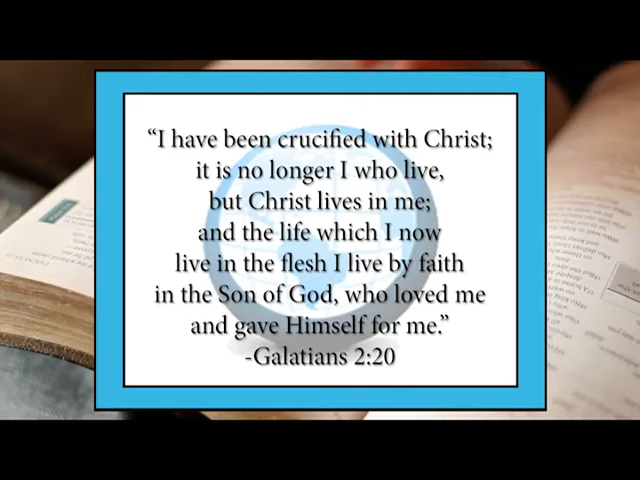 “I have been crucified with Christ;
it is no longer I who live,
but Christ lives in me;
and the life which I now
live in the flesh I live by faith
in the Son of God, who loved me
and gave Himself for me.”
-Galatians 2:20